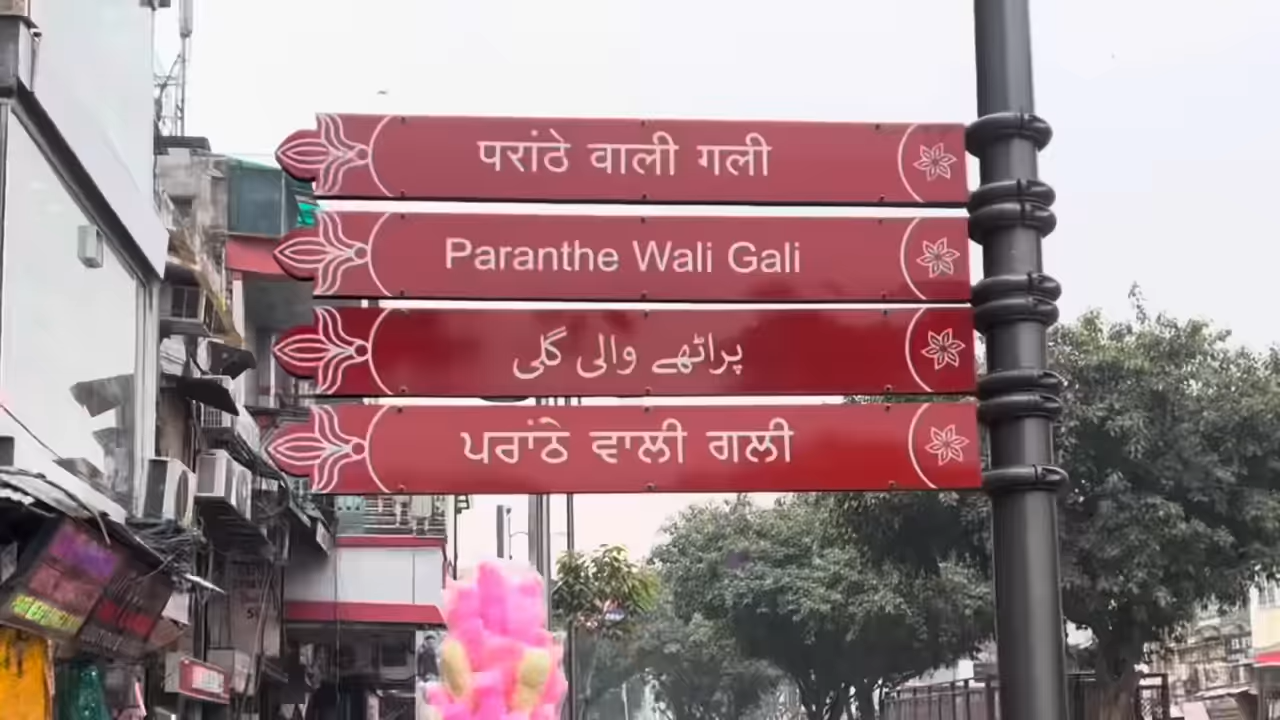 परांठे वाली गली
Paranthe Wali Gali
پراٹھے والی گلی
ਪਰਾਂਠੇ ਵਾਲੀ ਗਲੀ